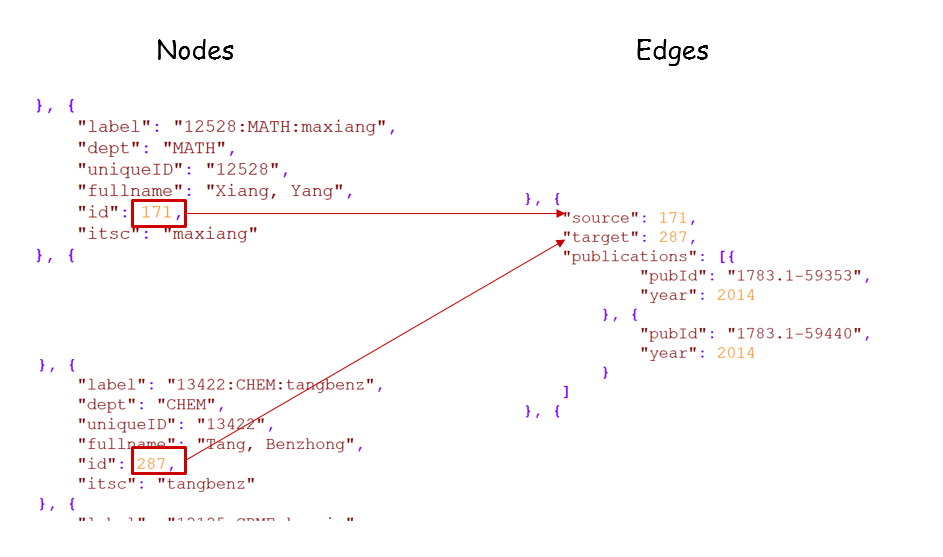 Nodes
Edges
}, {
"label": "12528:MATH:maxiang",
"dept": "MATH",
"uniqueID": "12528",
"fullname": "Xiang, Yang",
"id": 171,
"itsc": "maxiang"
}, {
}, {
"label": "13422:CHEM:tangbenz",
"dept": "CHEM",
"uniqueID": "13422",
"fullname": "Tang, Benzhong",
"id": 287,
"itsc": "tangbenz"
}, {
}, {
"source": 171,
"target": 287,
"publications": [{
"pubId": "1783.1-59353",
"year": 2014
}, {
"pubId": "1783.1-59440",
"year": 2014
}
]
}, {